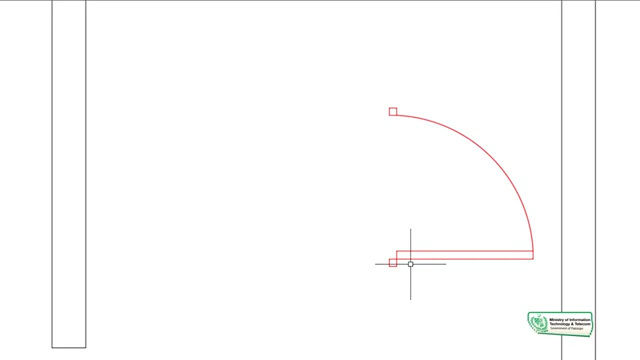 Ministry of Information
Technology & Telecom
Government of Pakistan